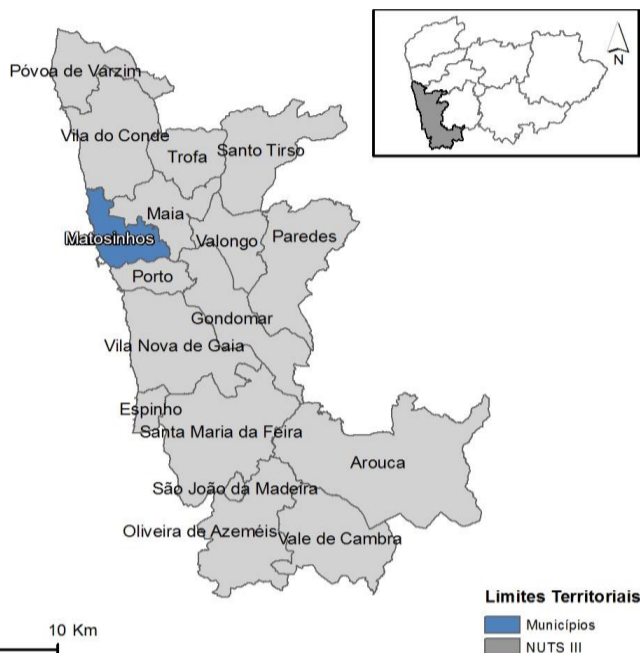 N
Póvoa de Varzim
Vila do Conde
Trofa
Santo Tirso
Maia
Matosinhos
Valongo
Paredes
Porto
Gondomar
Vila Nova de Gaia
Espinho
Santa Maria da Feira
Arouca
São João da Madeira
Oliveira de Azeméis
Vale de Cambra
Limites Territoriais
10 Km
Municípios
NUTS III